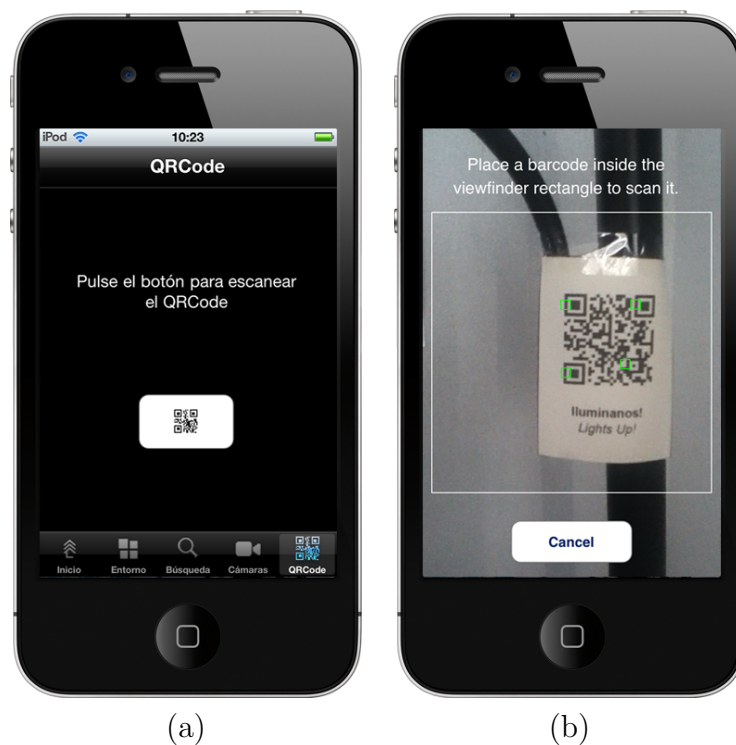 iPod
10:23
QRCode
Pulse el botón para escanear
el QRCode
Inicio
Entorno
Búsqueda
Cámaras
QRCode
(a)
Place a barcode inside the
viewfinder rectangle to scan it.
Iluminanos!
Lights Up!
Cancel
(b)